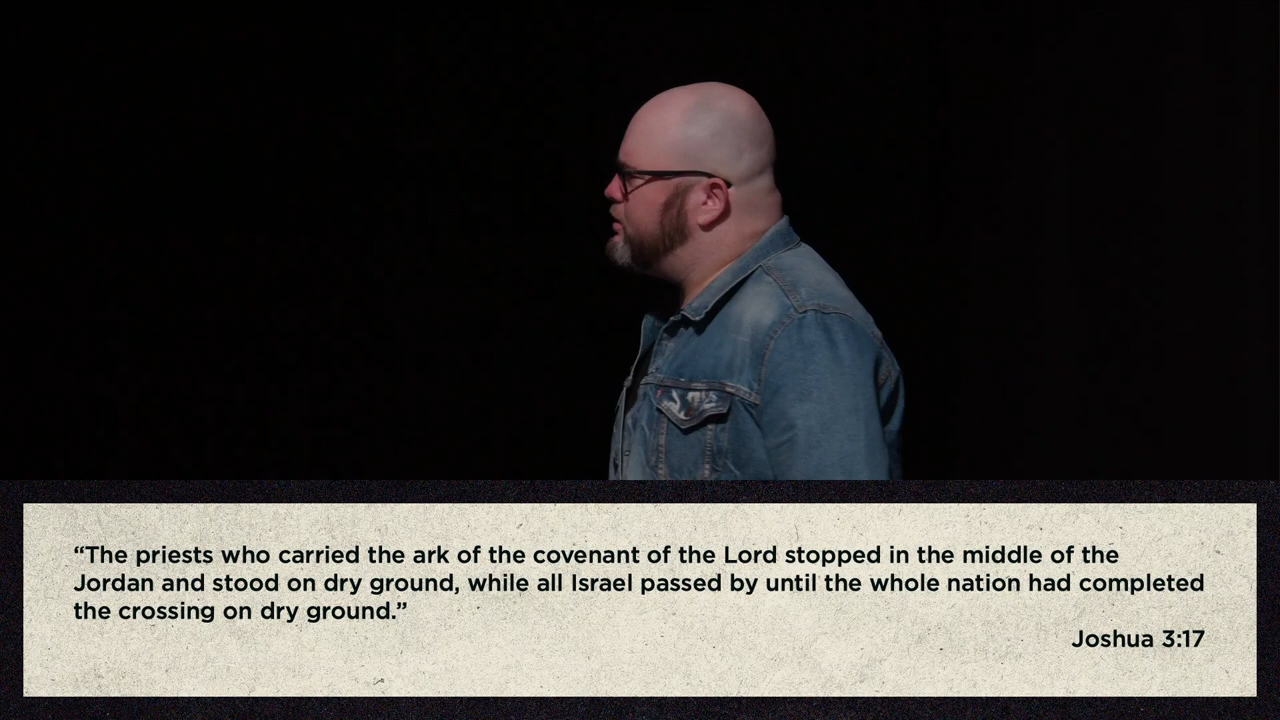 “The priests who carried the ark of the covenant of the Lord stopped in the middle of the
Jordan and stood on dry ground, while all Israel passed by until the whole nation had completed
the crossing on dry ground.”
Joshua 3:17